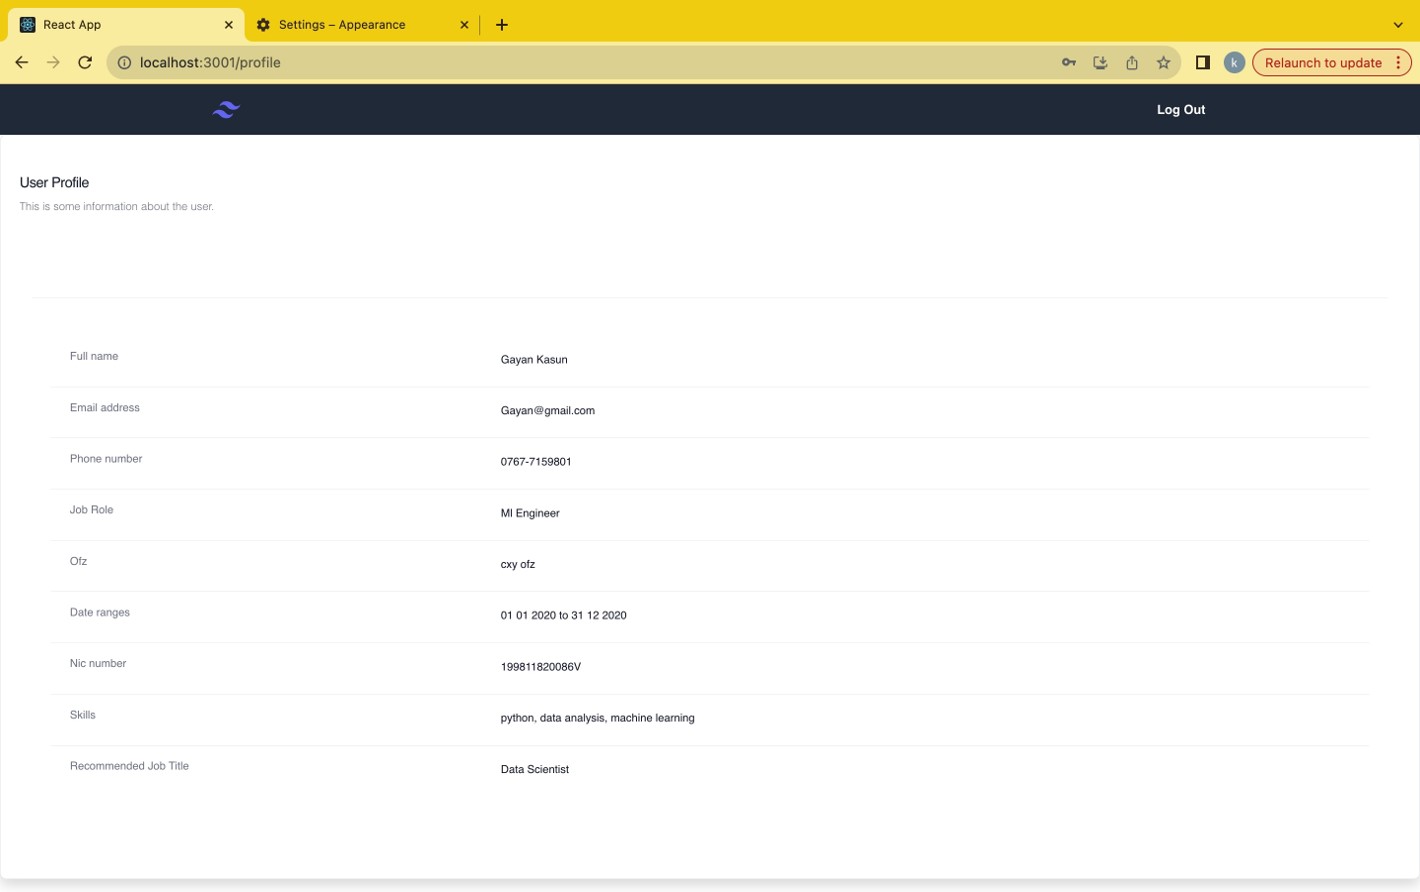 React App
Settings – Appearance
localhost:3001/profile
k
Relaunch to update
Log Out
User Profile
This is some information about the user.
Full name
Gayan Kasun
Email address
Gayan@gmail.com
Phone number
0767-7159801
Job Role
MI Engineer
Ofz
cxy ofz
Date ranges
01 01 2020 to 31 12 2020
Nic number
199811820086V
Skills
python, data analysis, machine learning
Recommended Job Title
Data Scientist